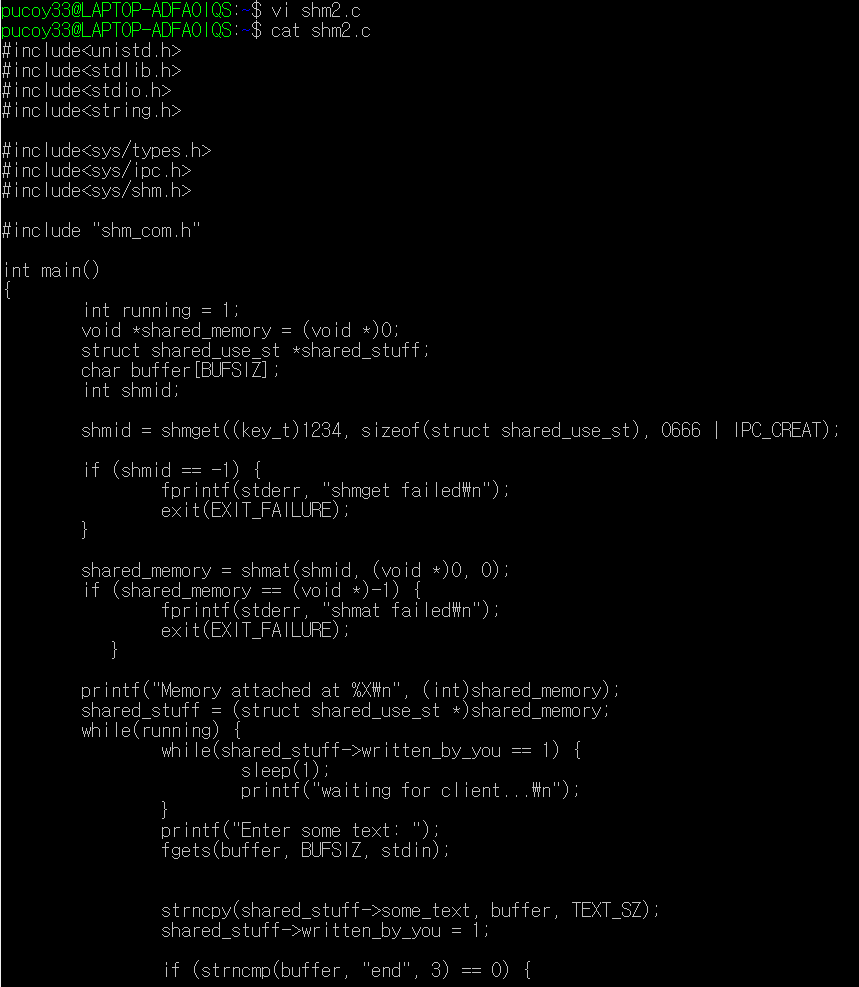 pucoy33@LAPTOP-ADFAOIQS:~$ vi shm2.c
pucoy33@LAPTOP-ADFAOIQS:~$ cat shm2.c
#include<unistd.h>
#include<stdlib.h>
#include<stdio.h>
#include<string.h>

#include<sys/types.h>
#include<sys/ipc.h>
#include<sys/shm.h>

#include "shm_com.h"

int main()
{
        int running = 1;
        void *shared_memory = (void *)0;
        struct shared_use_st *shared_stuff;
        char buffer[BUFSIZ];
        int shmid;

        shmid = shmget((key_t)1234, sizeof(struct shared_use_st), 0666 | IPC_CREAT);

        if (shmid == -1) {
                fprintf(stderr, "shmget failed₩n");
                exit(EXIT_FAILURE);
        }

        shared_memory = shmat(shmid, (void *)0, 0);
        if (shared_memory == (void *)-1) {
                fprintf(stderr, "shmat failed₩n");
                exit(EXIT_FAILURE);
           }

        printf("Memory attached at %X₩n", (int)shared_memory);
        shared_stuff = (struct shared_use_st *)shared_memory;
        while(running) {
                while(shared_stuff->written_by_you == 1) {
                        sleep(1);
                        printf("waiting for client...₩n");
                }
                printf("Enter some text: ");
                fgets(buffer, BUFSIZ, stdin);


                strncpy(shared_stuff->some_text, buffer, TEXT_SZ);
                shared_stuff->written_by_you = 1;

                if (strncmp(buffer, "end", 3) == 0) {